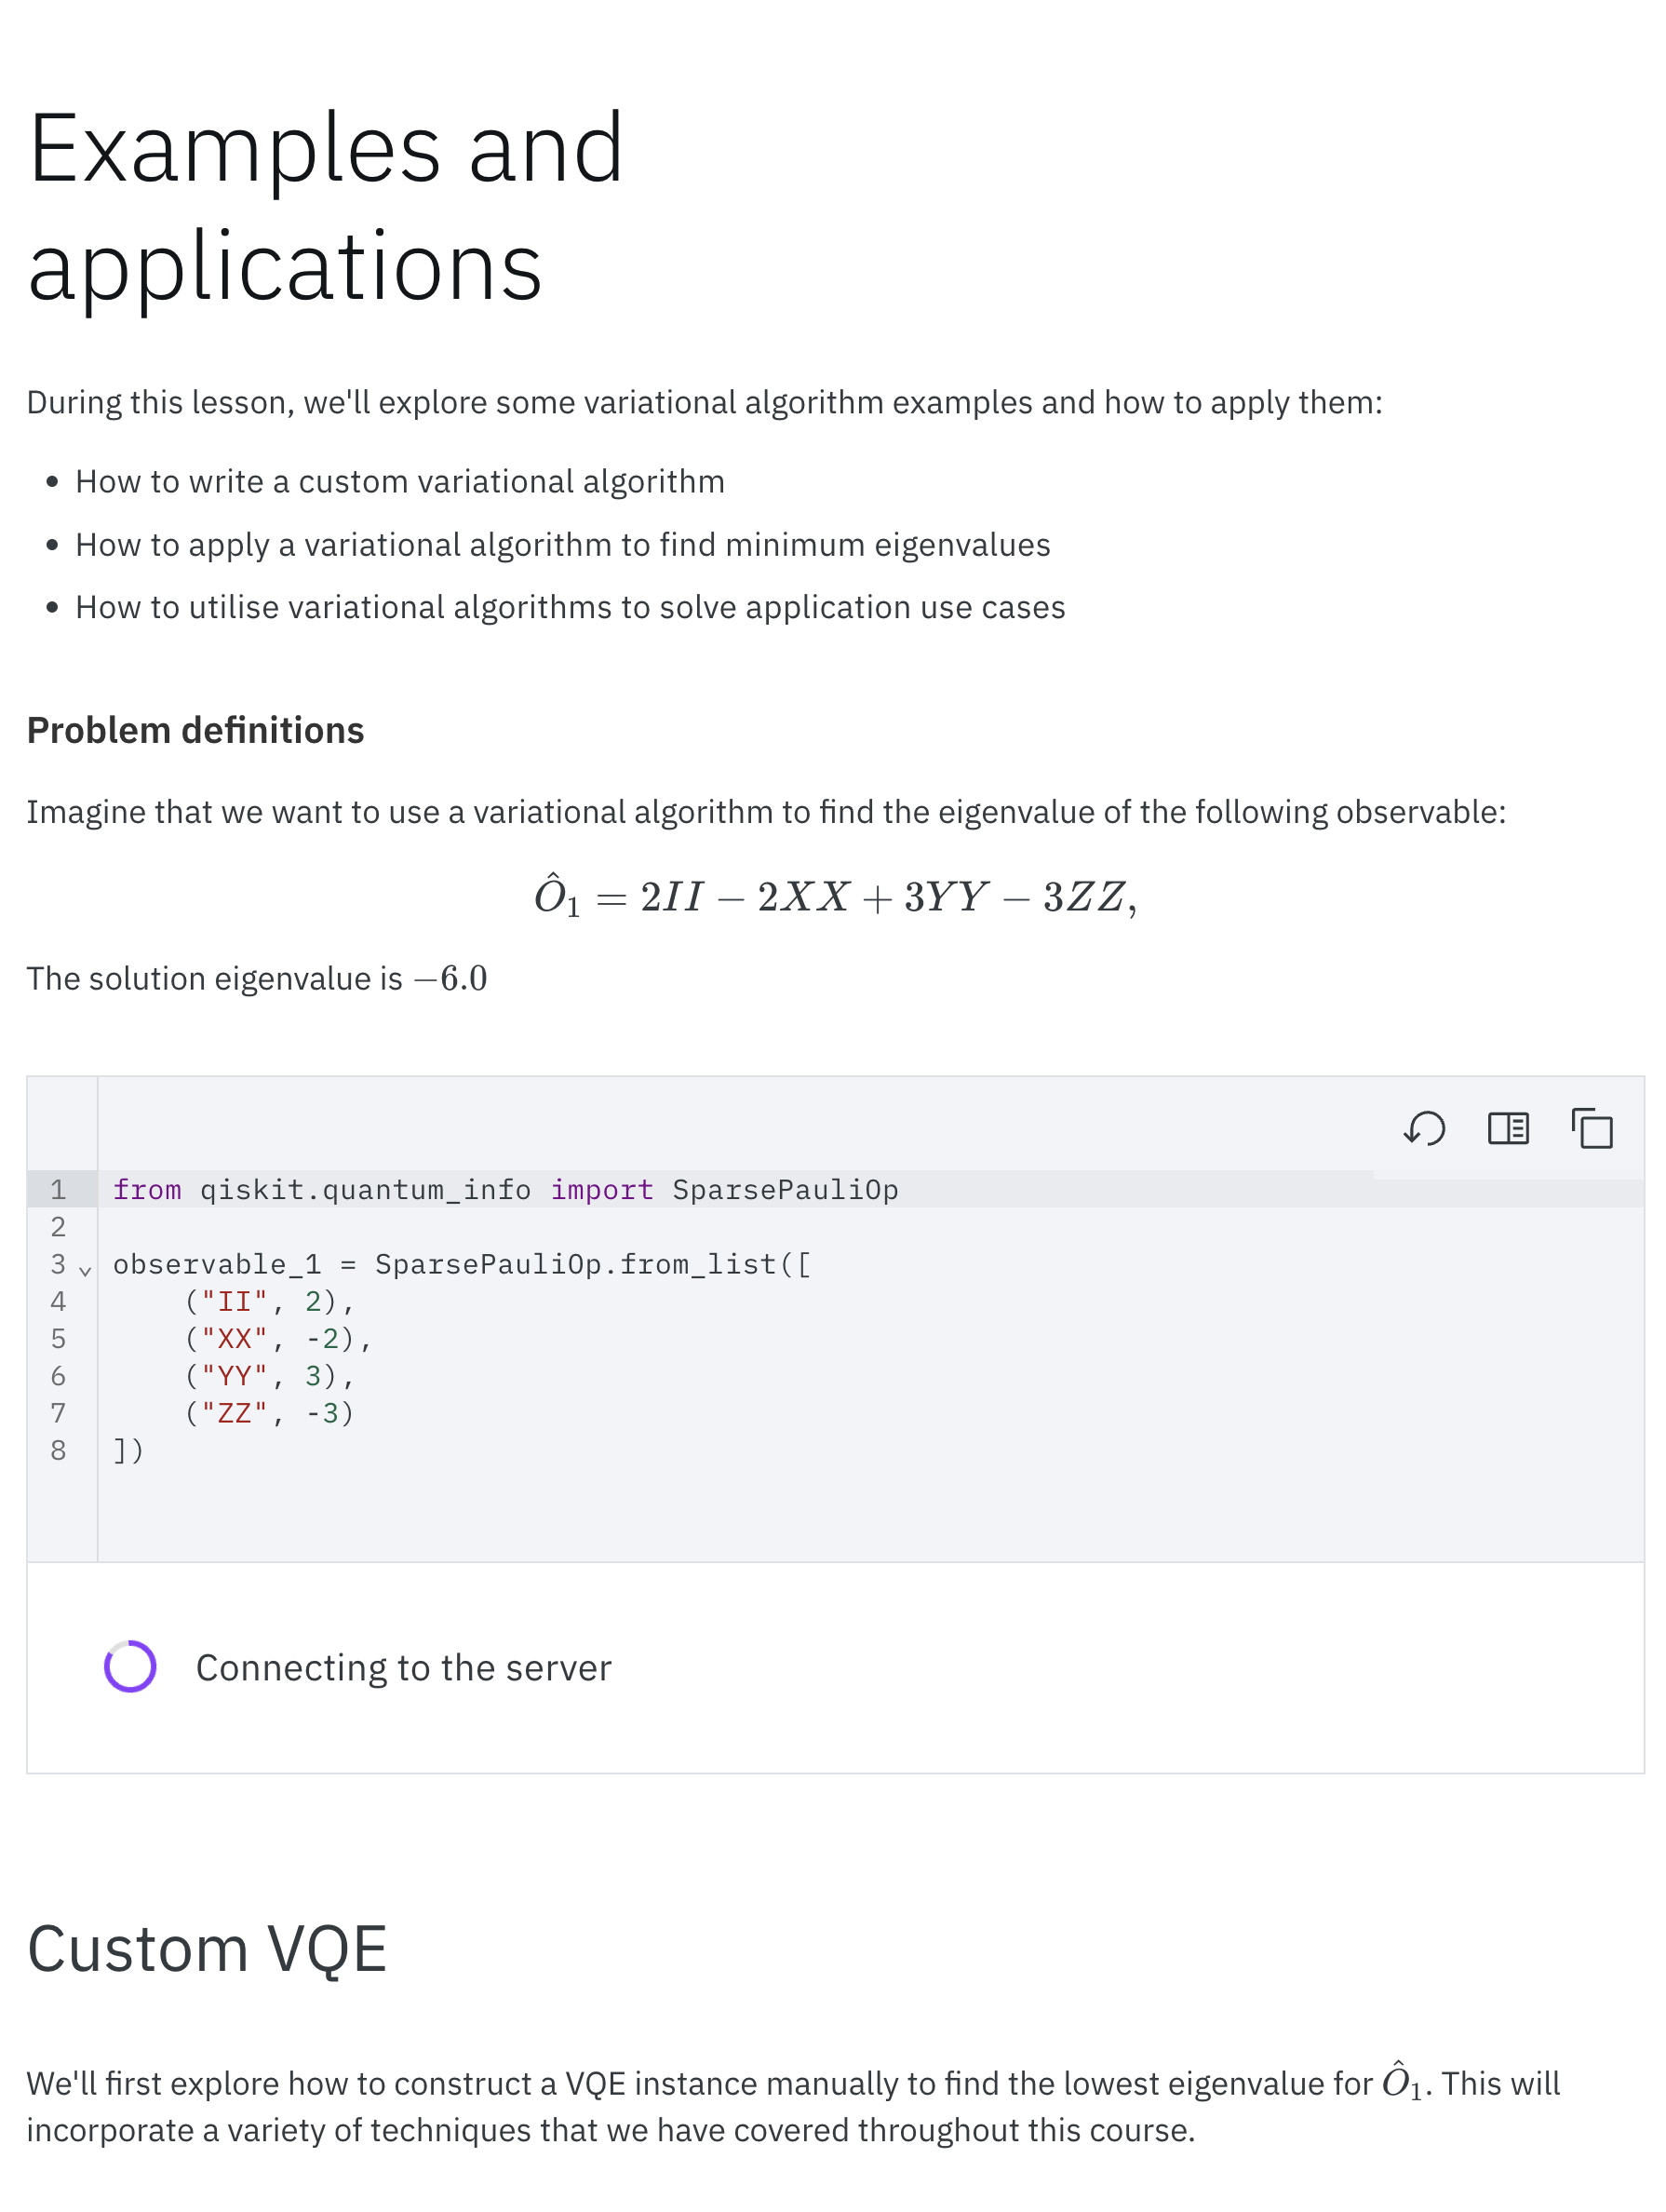 Examples and
applications
During this lesson, we'll explore some variational algorithm examples and how to apply them:
• How to write a custom variational algorithm
• How to apply a variational algorithm to find minimum eigenvalues
• How to utilise variational algorithms to solve application use cases
Problem definitions
Imagine that we want to use a variational algorithm to find the eigenvalue of the following observable:
Ô₁ = 2II − 2XX + 3YY − 3ZZ,
The solution eigenvalue is −6.0
1 from qiskit.quantum_info import SparsePauliOp
2
3 observable_1 = SparsePauliOp.from_list([
4     ("II", 2),
5     ("XX", -2),
6     ("YY", 3),
7     ("ZZ", -3)
8 ])
Connecting to the server
Custom VQE
We'll first explore how to construct a VQE instance manually to find the lowest eigenvalue for Ô₁. This will
incorporate a variety of techniques that we have covered throughout this course.